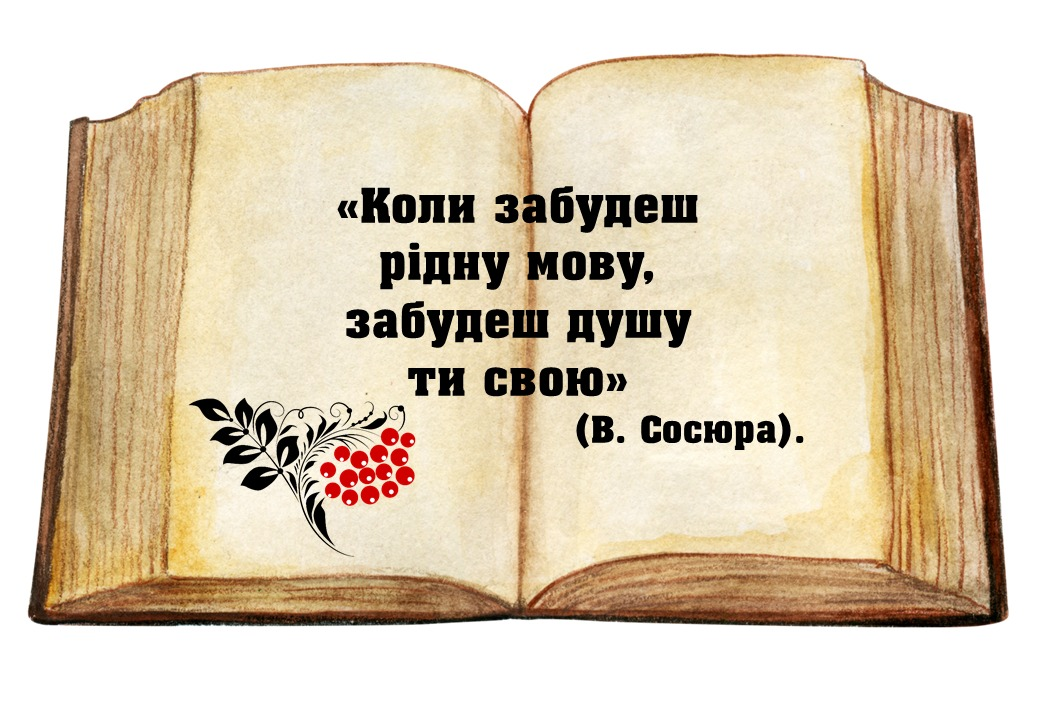 «Коли забудеш
рідну мову,
забудеш душу
ти свою»
(В. Сосюра).